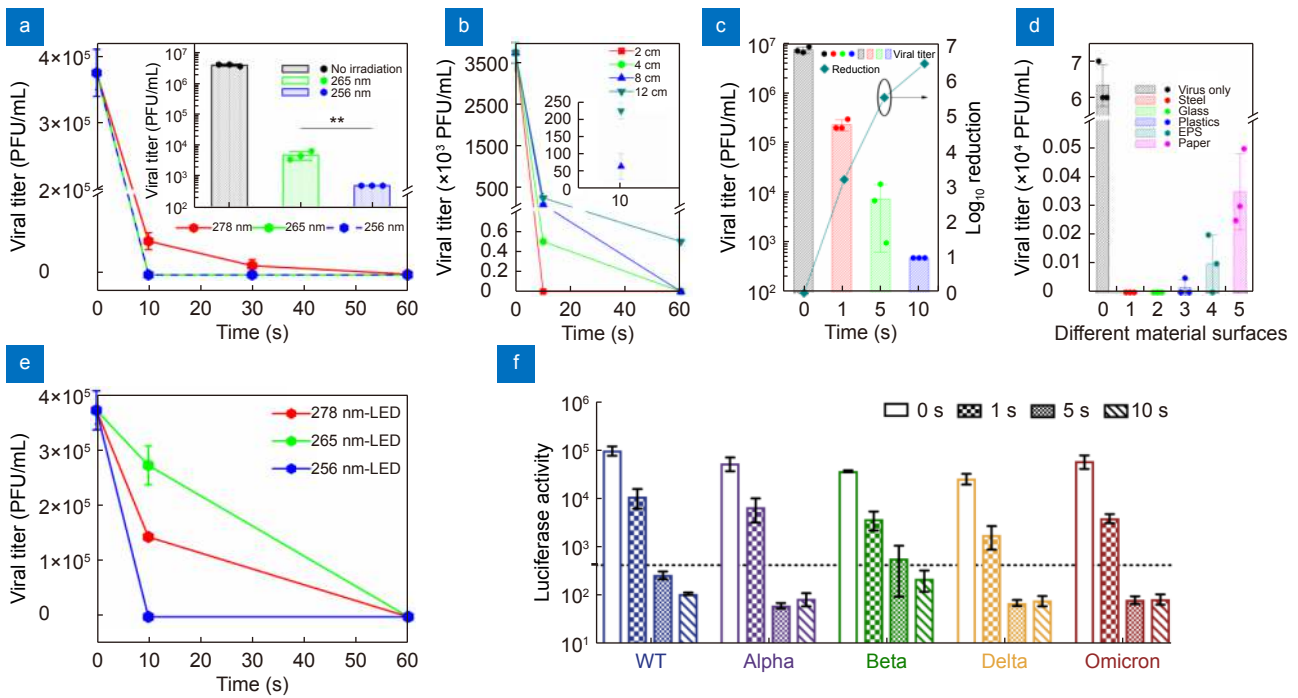 a
Viral titer (PFU/mL)
4×10⁵
2×10⁵
2×10⁵
0
0 10 20 30 40 50 60
Time (s)
278 nm 265 nm 256 nm
Viral titer (PFU/mL)
10⁷
10⁶
10⁵
10⁴
10³
10²
No irradiation
265 nm
256 nm
**
b
Viral titer (×10³ PFU/mL)
3500
2500
1500
500
0.6
0.4
0.2
0
0 20 40 60
Time (s)
2 cm
4 cm
8 cm
12 cm
250
200
150
100
50
0
10
c
Viral titer (PFU/mL)
10⁷
10⁶
10⁵
10⁴
10³
10²
0 1 5 10
Time (s)
Viral titer
Reduction
7
6
5
4
3
2
1
0
Log₁₀ reduction
d
Viral titer (×10⁴ PFU/mL)
7
6
0.05
0.04
0.03
0.02
0.01
0
0 1 2 3 4 5
Different material surfaces
Virus only
Steel
Glass
Plastics
EPS
Paper
e
Viral titer (PFU/mL)
4×10⁵
3×10⁵
2×10⁵
1×10⁵
0
0 10 20 30 40 50 60
Time (s)
278 nm-LED
265 nm-LED
256 nm-LED
f
Luciferase activity
10⁶
10⁵
10⁴
10³
10²
10¹
0 s 1 s 5 s 10 s
WT Alpha Beta Delta Omicron